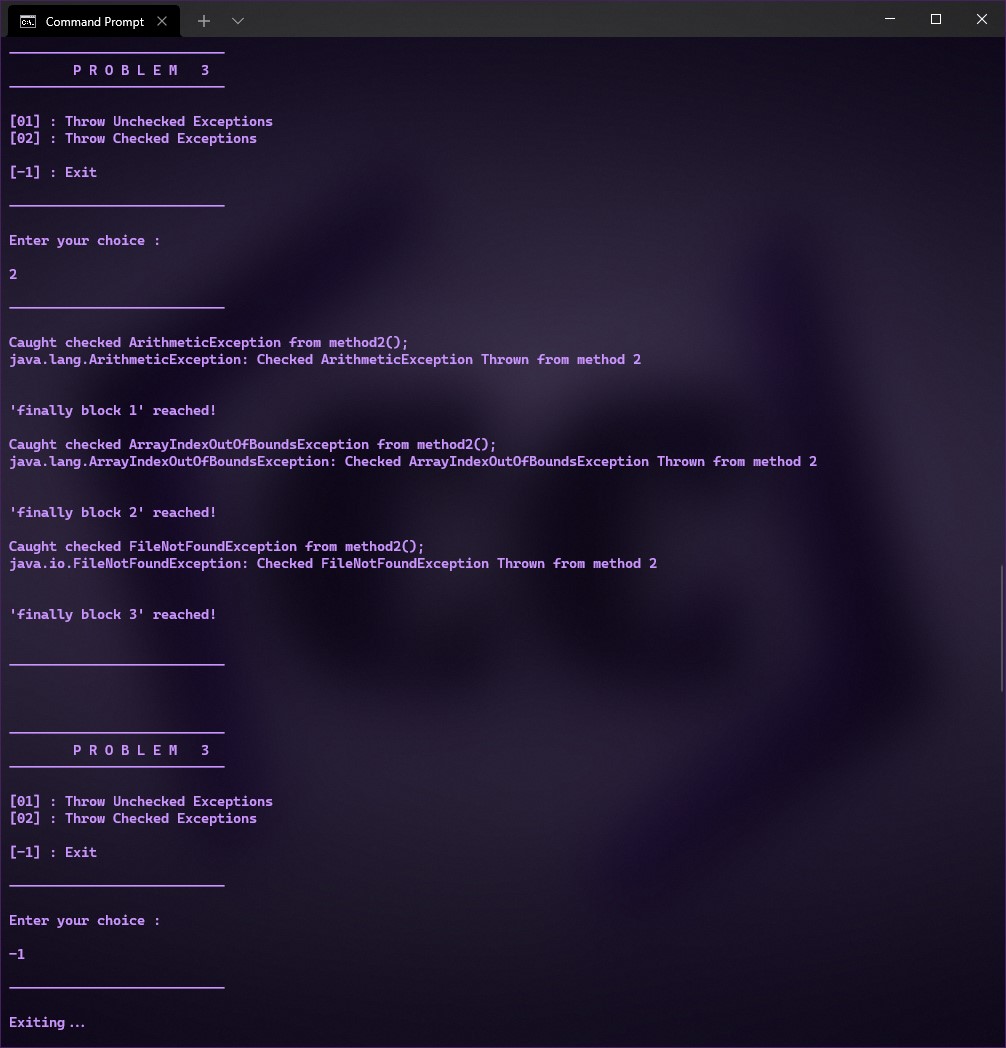 Command Prompt
P R O B L E M 3
[01] : Throw Unchecked Exceptions
[02] : Throw Checked Exceptions
[-1] : Exit
Enter your choice :
2
Caught checked ArithmeticException from method2();
java.lang.ArithmeticException: Checked ArithmeticException Thrown from method 2
'finally block 1' reached!
Caught checked ArrayIndexOutOfBoundsException from method2();
java.lang.ArrayIndexOutOfBoundsException: Checked ArrayIndexOutOfBoundsException Thrown from method 2
'finally block 2' reached!
Caught checked FileNotFoundException from method2();
java.io.FileNotFoundException: Checked FileNotFoundException Thrown from method 2
'finally block 3' reached!
P R O B L E M 3
[01] : Throw Unchecked Exceptions
[02] : Throw Checked Exceptions
[-1] : Exit
Enter your choice :
-1
Exiting...